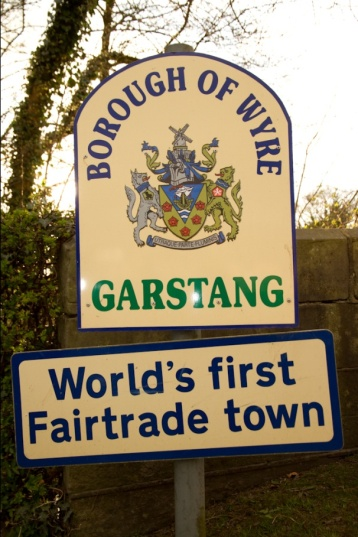 BOROUGH OF WYRE
GARSTANG
World's first
Fairtrade town